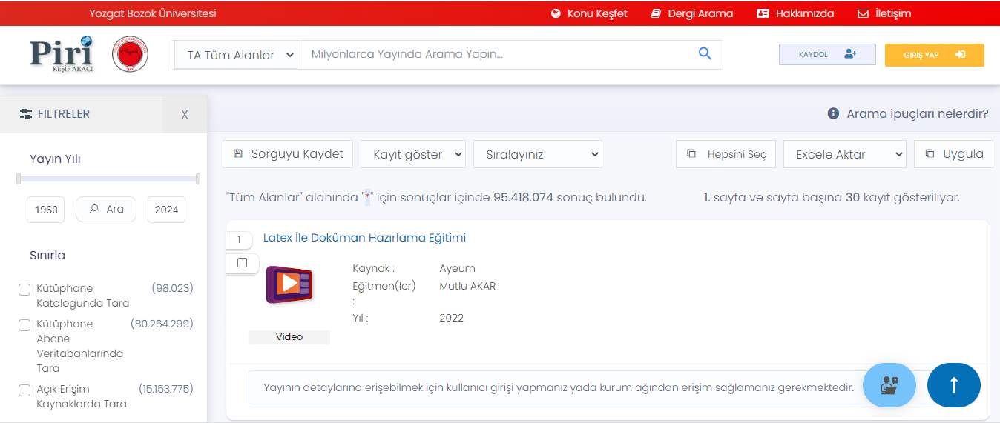 Yozgat Bozok Üniversitesi
Konu Keşfet
Dergi Arama
Hakkımızda
İletişim
Piri
KEŞİF ARACI
TA Tüm Alanlar
Milyonlarca Yayında Arama Yapın...
KAYDOL
GIRIŞ YAP
FILTRELER
X
Arama ipuçları nelerdir?
Yayın Yılı
1960
Ara
2024
Sınırla
Kütüphane (98.023)
Katalogunda Tara
Kütüphane (80.264.299)
Abone
Veritabanlarında
Tara
Açık Erişim (15.153.775)
Kaynaklarda Tara
Sorguyu Kaydet
Kayıt göster
Sıralayınız
Hepsini Seç
Excele Aktar
Uygula
"Tüm Alanlar" alanında "*" için sonuçlar içinde 95.418.074 sonuç bulundu.
1. sayfa ve sayfa başına 30 kayıt gösteriliyor.
1
Latex İle Doküman Hazırlama Eğitimi
Kaynak : Ayeum
Eğitmen(ler) Mutlu AKAR
:
Yıl : 2022
Video
Yayının detaylarına erişebilmek için kullanıcı girişi yapmanız yada kurum ağından erişim sağlamanız gerekmektedir.